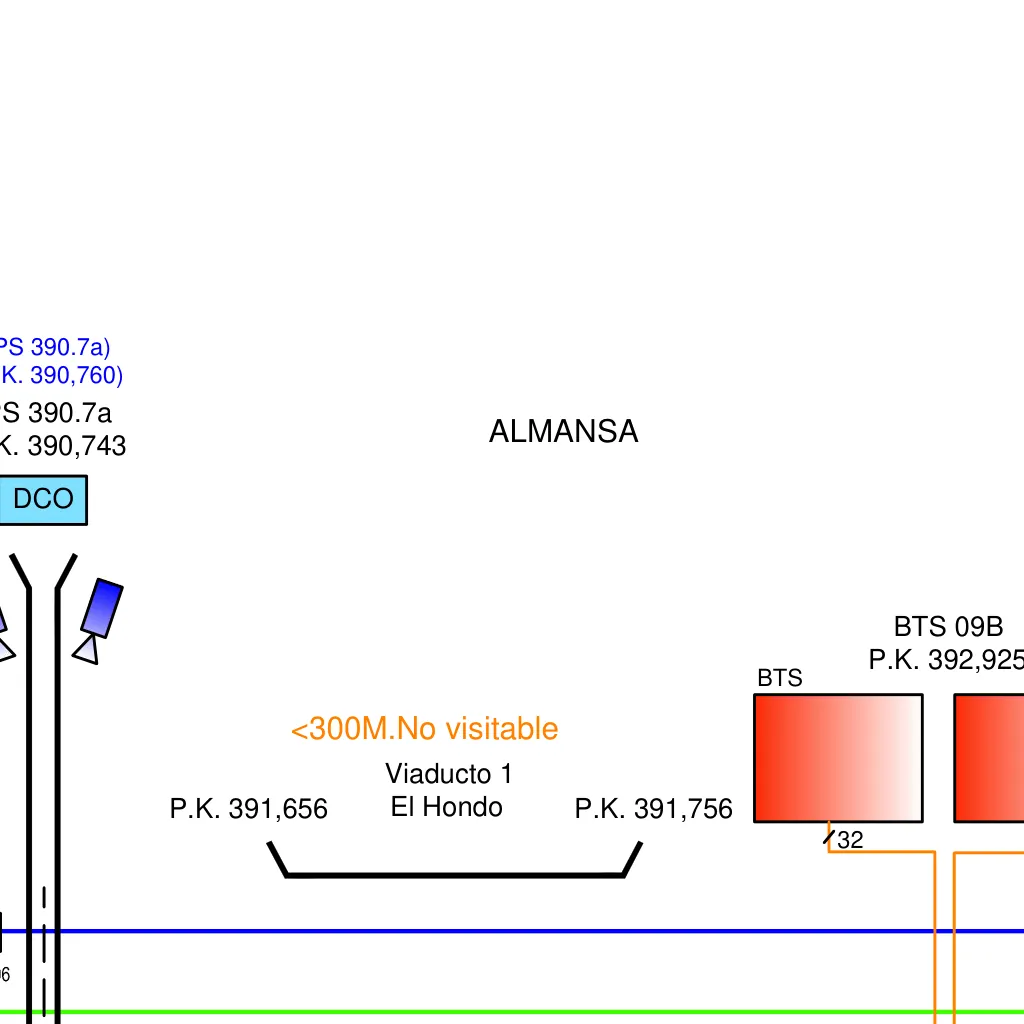 PS 390.7a)
K. 390,760)
S 390.7a
K. 390,743
DCO
ALMANSA
BTS 09B
P.K. 392,925
BTS
<300M.No visitable
Viaducto 1
El Hondo
P.K. 391,656
P.K. 391,756
32
06